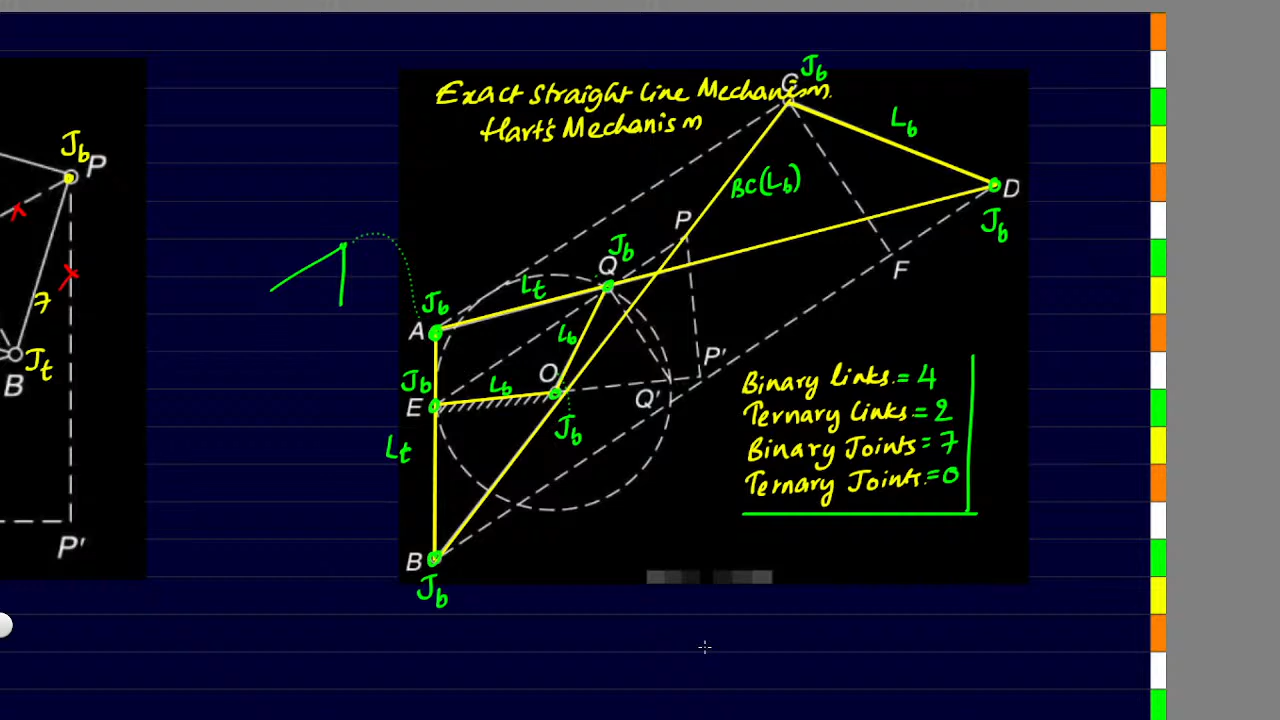 Exact Straight Line Mechanism
Hart's Mechanism
C
Jb
Lb
D
Jb
BC(Lb)
P
Jb
Q
Lt
F
Jb
A
Lb
O
P'
Jb
E
Lb
Q'
Jb
Lt
B
Jb
Binary links = 4
Ternary Links = 2
Binary Joints = 7
Ternary Joints = 0
Jb
P
7
Jt
B
P'